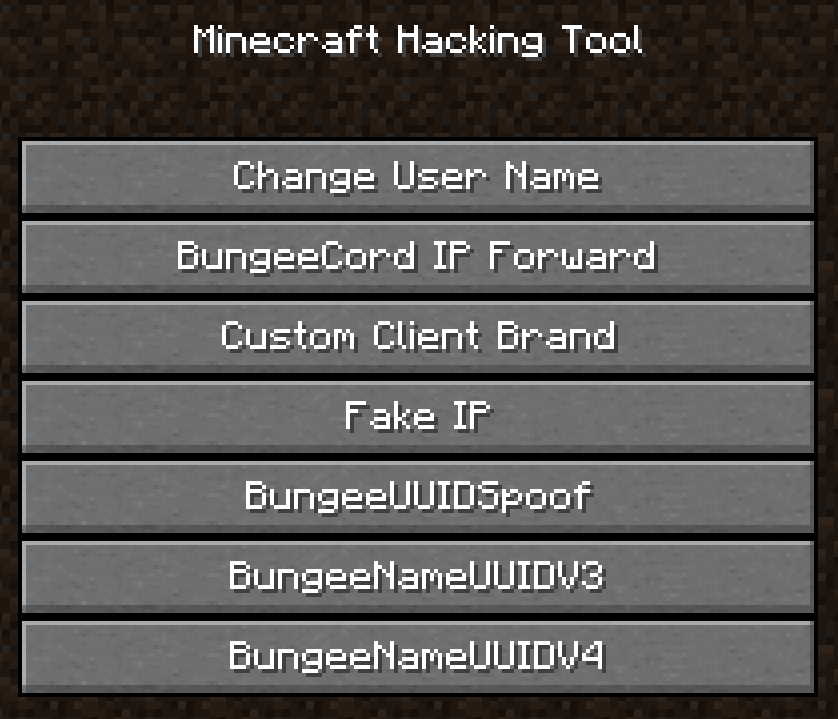 Minecraft Hacking Tool
Change User Name
BungeeCord IP Forward
Custom Client Brand
Fake IP
BungeeUUIDSpoof
BungeeNameUUIDV3
BungeeNameUUIDV4